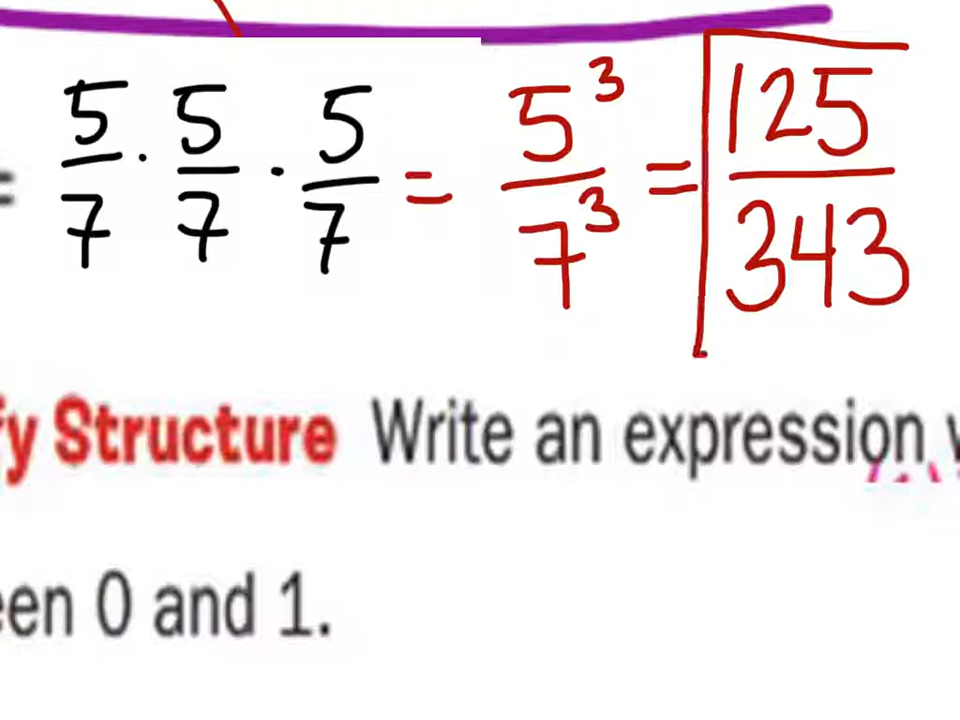 = 5/7 · 5/7 · 5/7 = 5³/7³ = 125/343
fy Structure Write an expression
een 0 and 1.